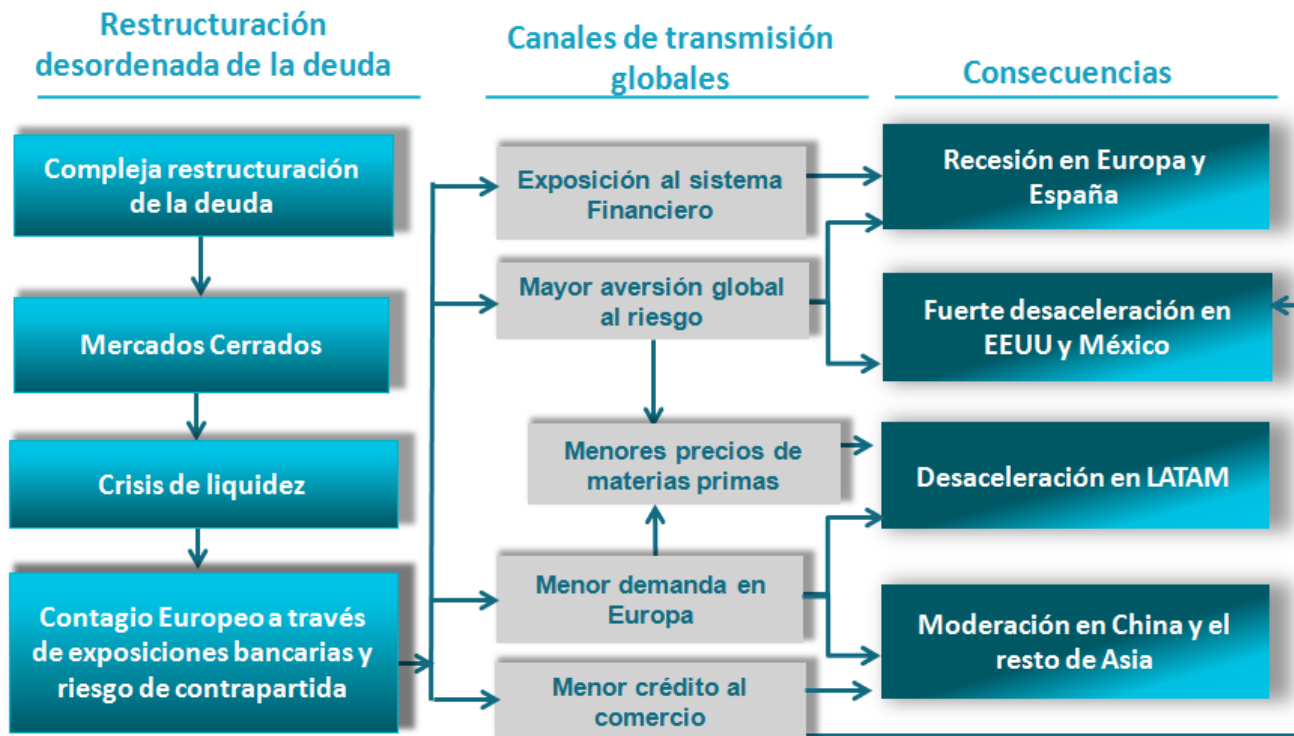 Restructuración
desordenada de la deuda
Compleja restructuración
de la deuda
Mercados Cerrados
Crisis de liquidez
Contagio Europeo a través
de exposiciones bancarias y
riesgo de contrapartida
Canales de transmisión
globales
Exposición al sistema
Financiero
Mayor aversión global
al riesgo
Menores precios de
materias primas
Menor demanda en
Europa
Menor crédito al
comercio
Consecuencias
Recesión en Europa y
España
Fuerte desaceleración en
EEUU y México
Desaceleración en LATAM
Moderación en China y el
resto de Asia